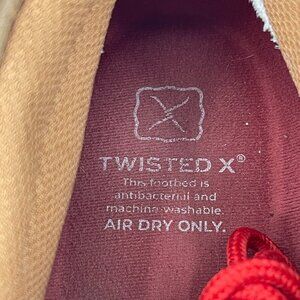 TWISTED X®
This footbed is
antibacterial and
machine washable.
AIR DRY ONLY.